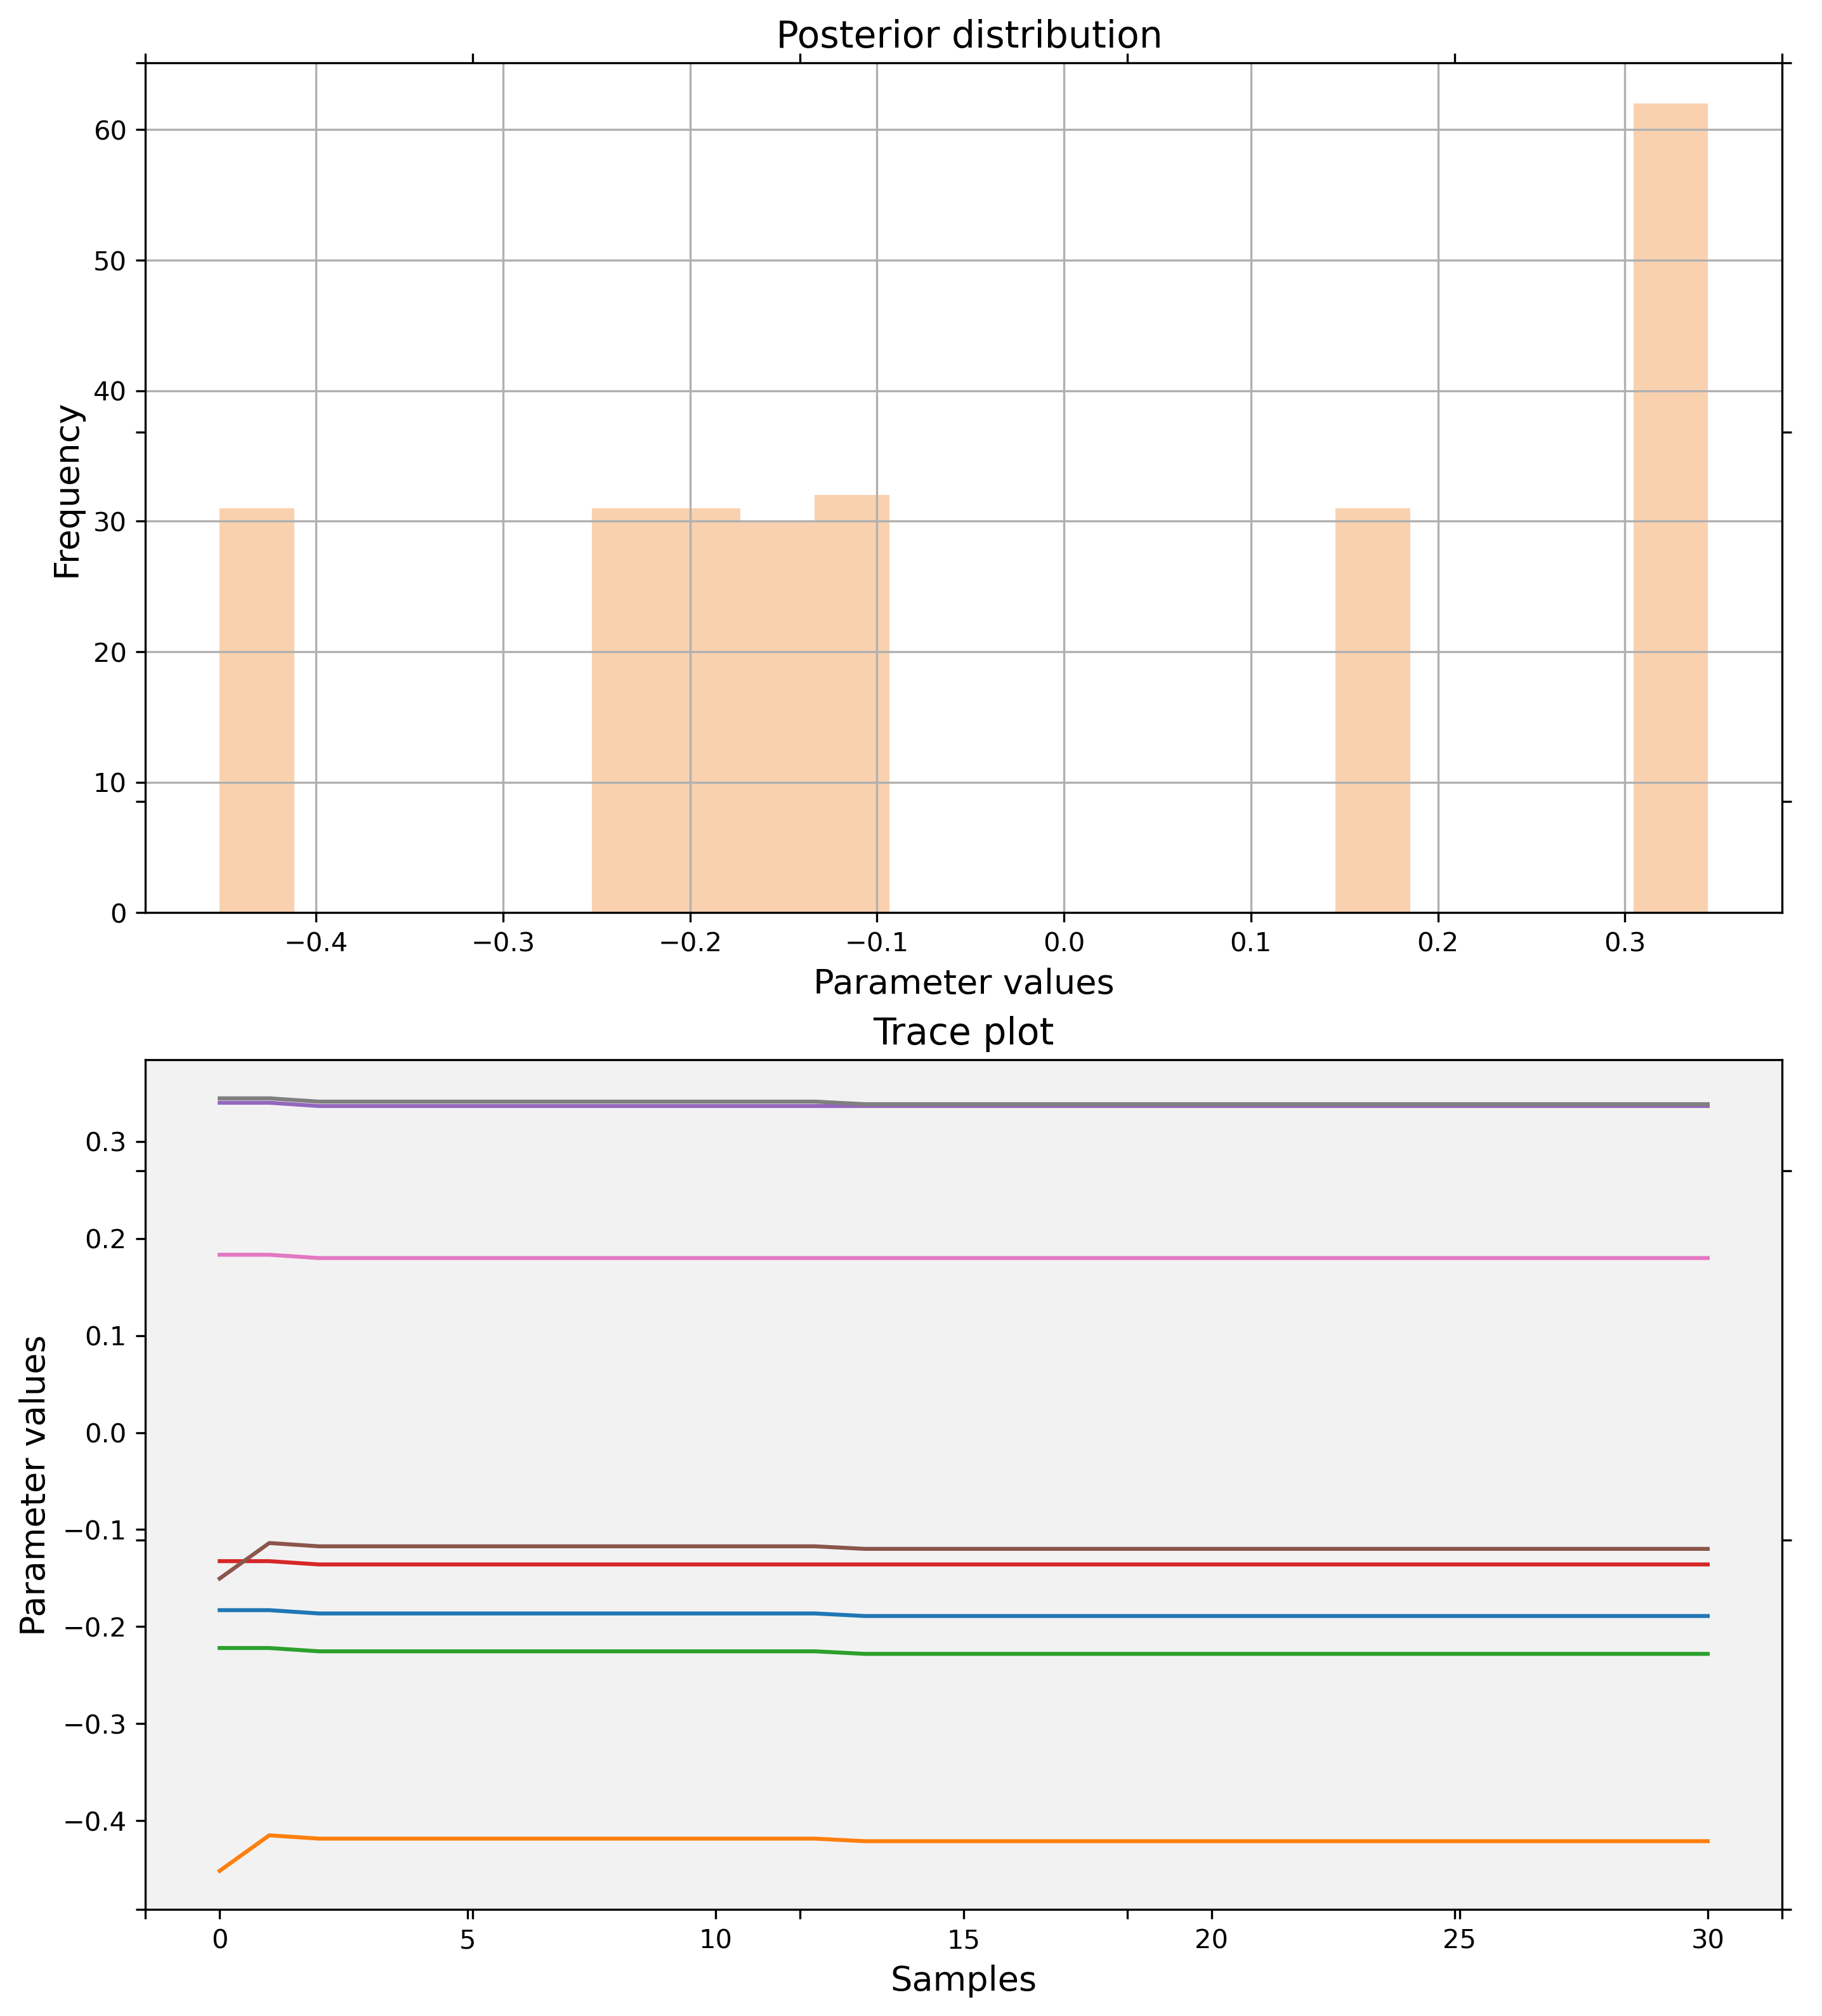 Posterior distribution
60
50
40
30
20
10
0
Frequency
−0.4 −0.3 −0.2 −0.1 0.0 0.1 0.2 0.3
Parameter values
Trace plot
0.3
0.2
0.1
0.0
−0.1
−0.2
−0.3
−0.4
Parameter values
0 5 10 15 20 25 30
Samples